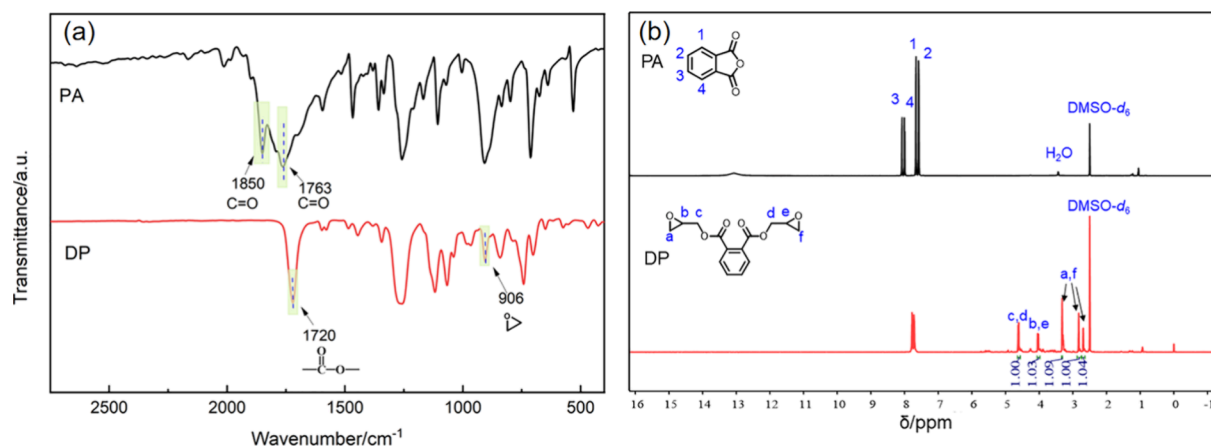 (a)
PA
1850
C=O
1763
C=O
DP
906
O
1720
O
C
O
Transmittance/a.u.
2500
2000
1500
1000
500
Wavenumber/cm-1
(b)
PA
1
2
3
4
O
O
O
1
2
3
4
H2O
DMSO-d6
DP
O
b
c
a
O
O
O
O
d
e
O
f
DMSO-d6
a,f
c,d
b,e
1.00
1.03
1.09
1.00
1.04
16
15
14
13
12
11
10
9
8
7
6
5
4
3
2
1
0
-1
δ/ppm